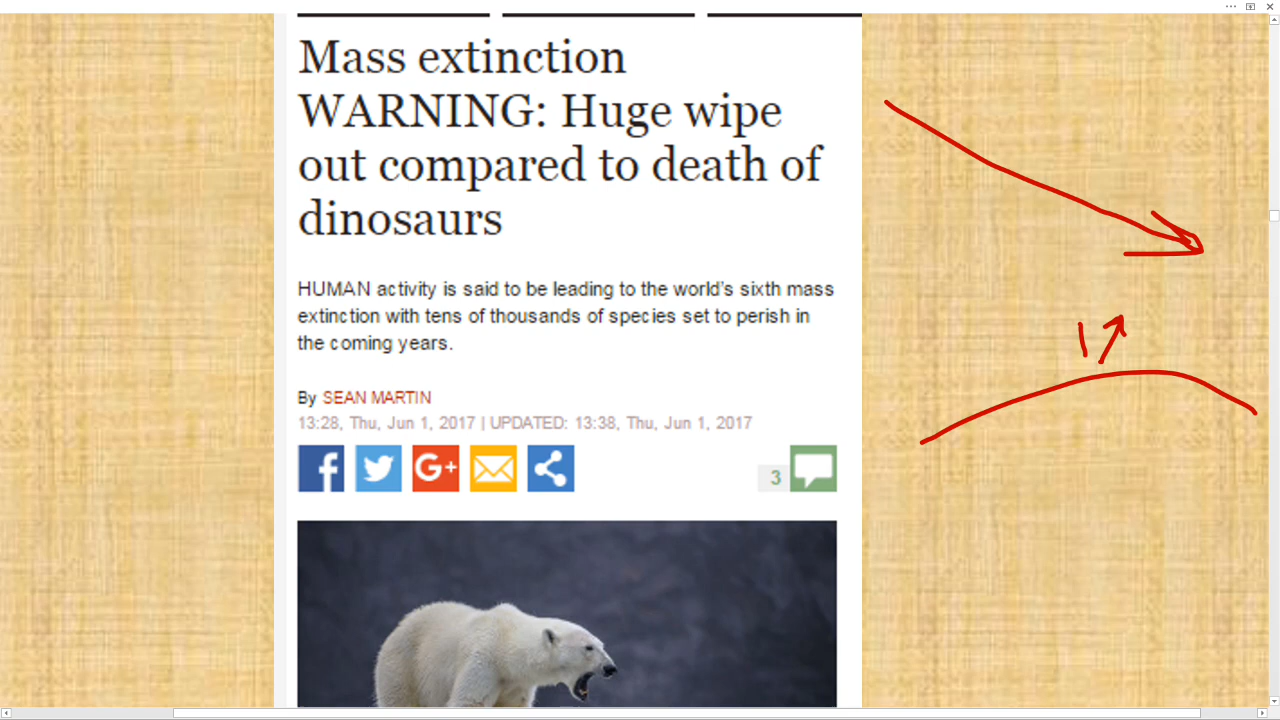 Mass extinction
WARNING: Huge wipe
out compared to death of
dinosaurs
HUMAN activity is said to be leading to the world's sixth mass
extinction with tens of thousands of species set to perish in
the coming years.
By SEAN MARTIN
13:28, Thu, Jun 1, 2017 | UPDATED: 13:38, Thu, Jun 1, 2017
f G+ 3